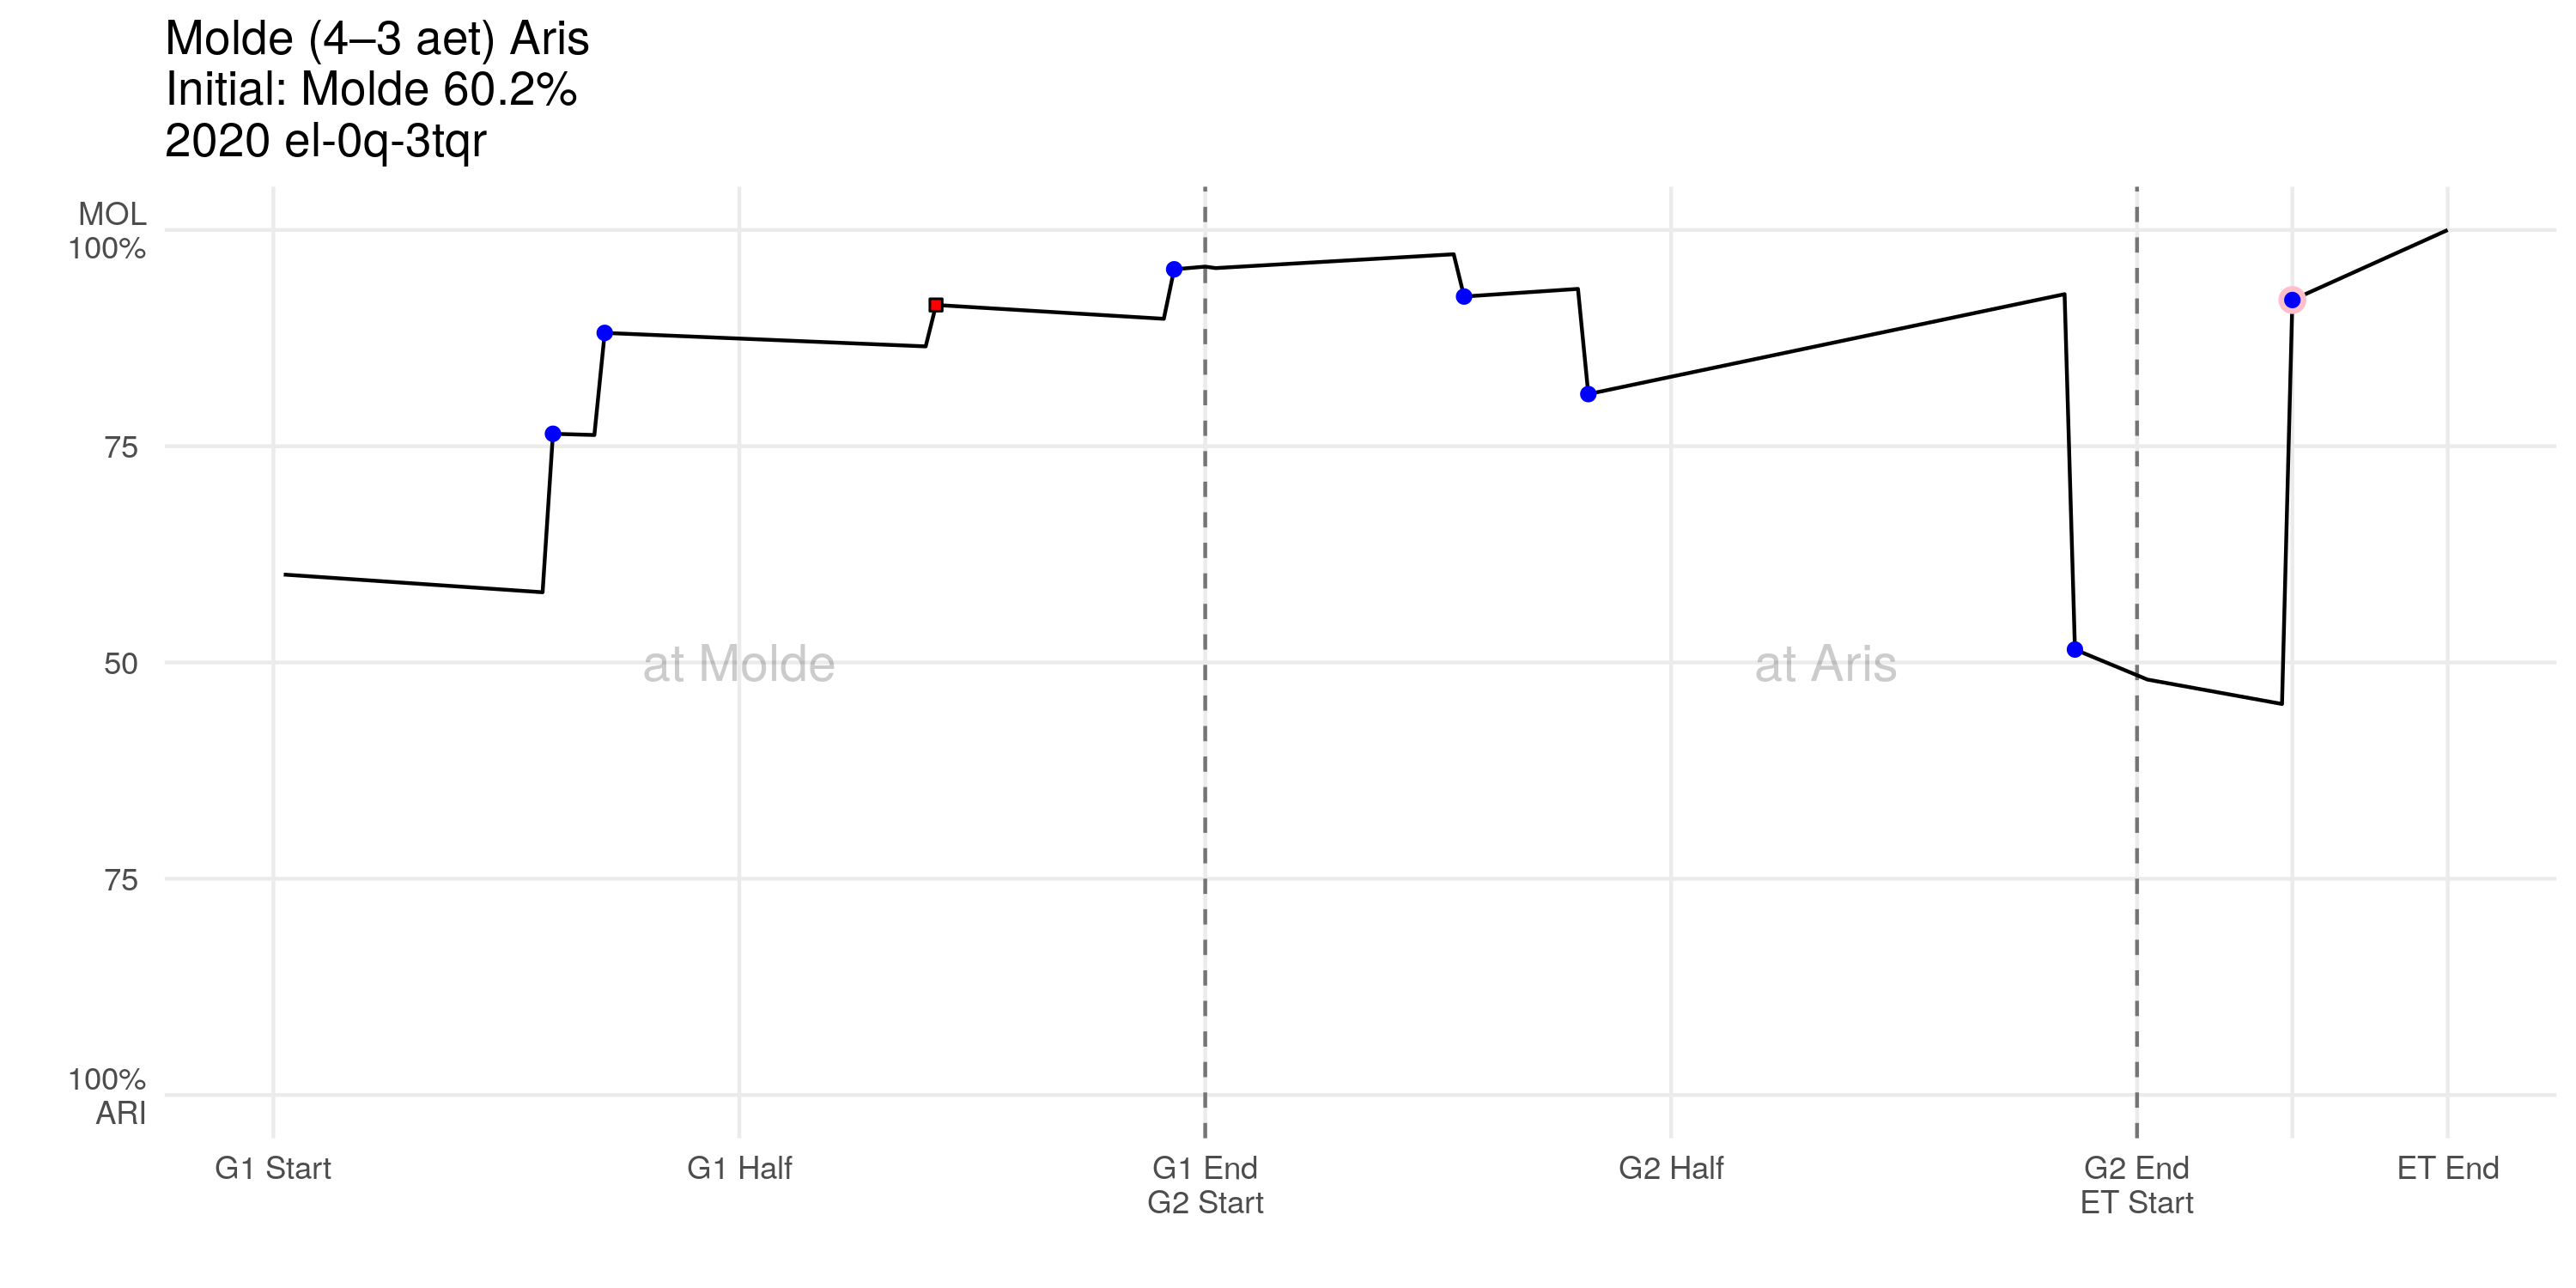 Molde (4–3 aet) Aris
Initial: Molde 60.2%
2020 el-0q-3tqr
MOL
100%
75
50
75
100%
ARI
at Molde
at Aris
G1 Start
G1 Half
G1 End
G2 Start
G2 Half
G2 End
ET Start
ET End